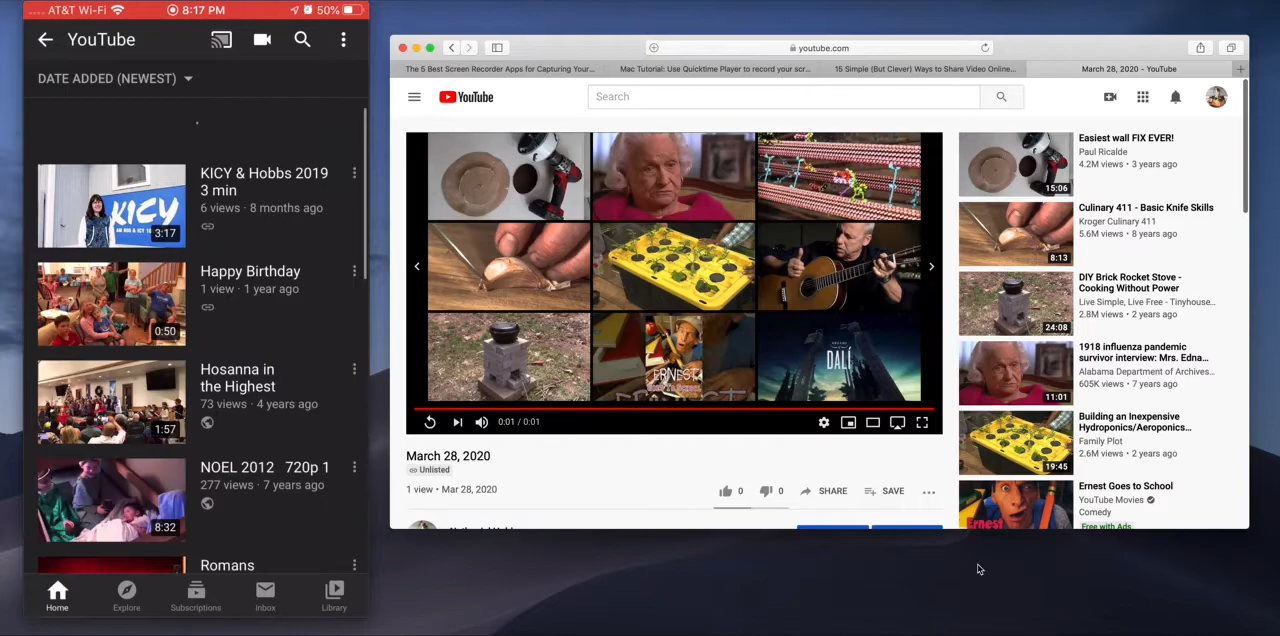 AT&T Wi-Fi 8:17 PM 50%
YouTube
DATE ADDED (NEWEST)
KICY & Hobbs 2019
3 min
6 views · 8 months ago
KICY
3:17
Happy Birthday
1 view · 1 year ago
0:50
Hosanna in
the Highest
73 views · 4 years ago
1:57
NOEL 2012 720p 1
277 views · 7 years ago
8:32
Romans
Home
Explore
Subscriptions
Inbox
Library
youtube.com
The 5 Best Screen Recorder Apps for Capturing Your...
Mac Tutorial: Use Quicktime Player to record your scr...
15 Simple (But Clever) Ways to Share Video Online...
March 28, 2020 - YouTube
YouTube
Search
ERNEST
DALÍ
0:01 / 0:01
March 28, 2020
Unlisted
1 view • Mar 28, 2020
0
0
SHARE
SAVE
Easiest wall FIX EVER!
Paul Ricalde
4.2M views • 3 years ago
15:06
Culinary 411 - Basic Knife Skills
Kroger Culinary 411
5.6M views • 8 years ago
8:13
DIY Brick Rocket Stove -
Cooking Without Power
Live Simple, Live Free - Tinyhouse...
2.8M views • 2 years ago
24:08
1918 influenza pandemic
survivor interview: Mrs. Edna...
Alabama Department of Archives...
605K views • 7 years ago
11:01
Building an Inexpensive
Hydroponics/Aeroponics...
Family Plot
2.6M views • 2 years ago
19:45
Ernest Goes to School
YouTube Movies
Comedy
Free with Ads
Ernest